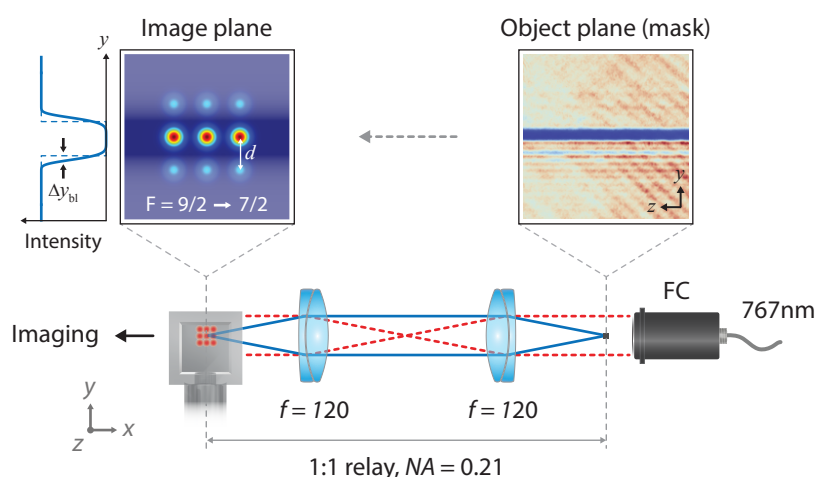 Image plane
Object plane (mask)
y
d
F = 9/2 → 7/2
Δy_bl
Intensity
y
z
FC
767nm
Imaging
f = 120
f = 120
y
x
z
1:1 relay, NA = 0.21